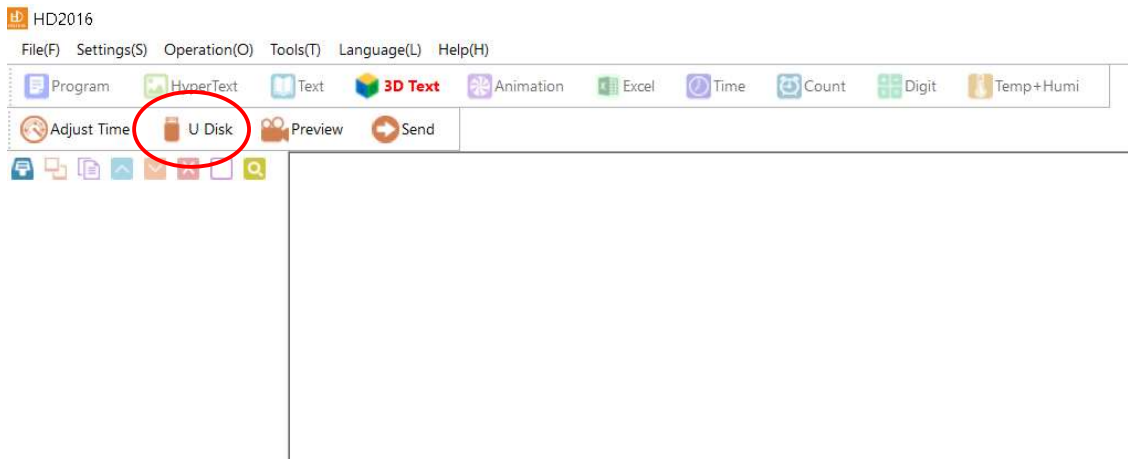 HD2016
File(F) Settings(S) Operation(O) Tools(T) Language(L) Help(H)
Program HyperText Text 3D Text Animation Excel Time Count Digit Temp+Humi
Adjust Time U Disk Preview Send